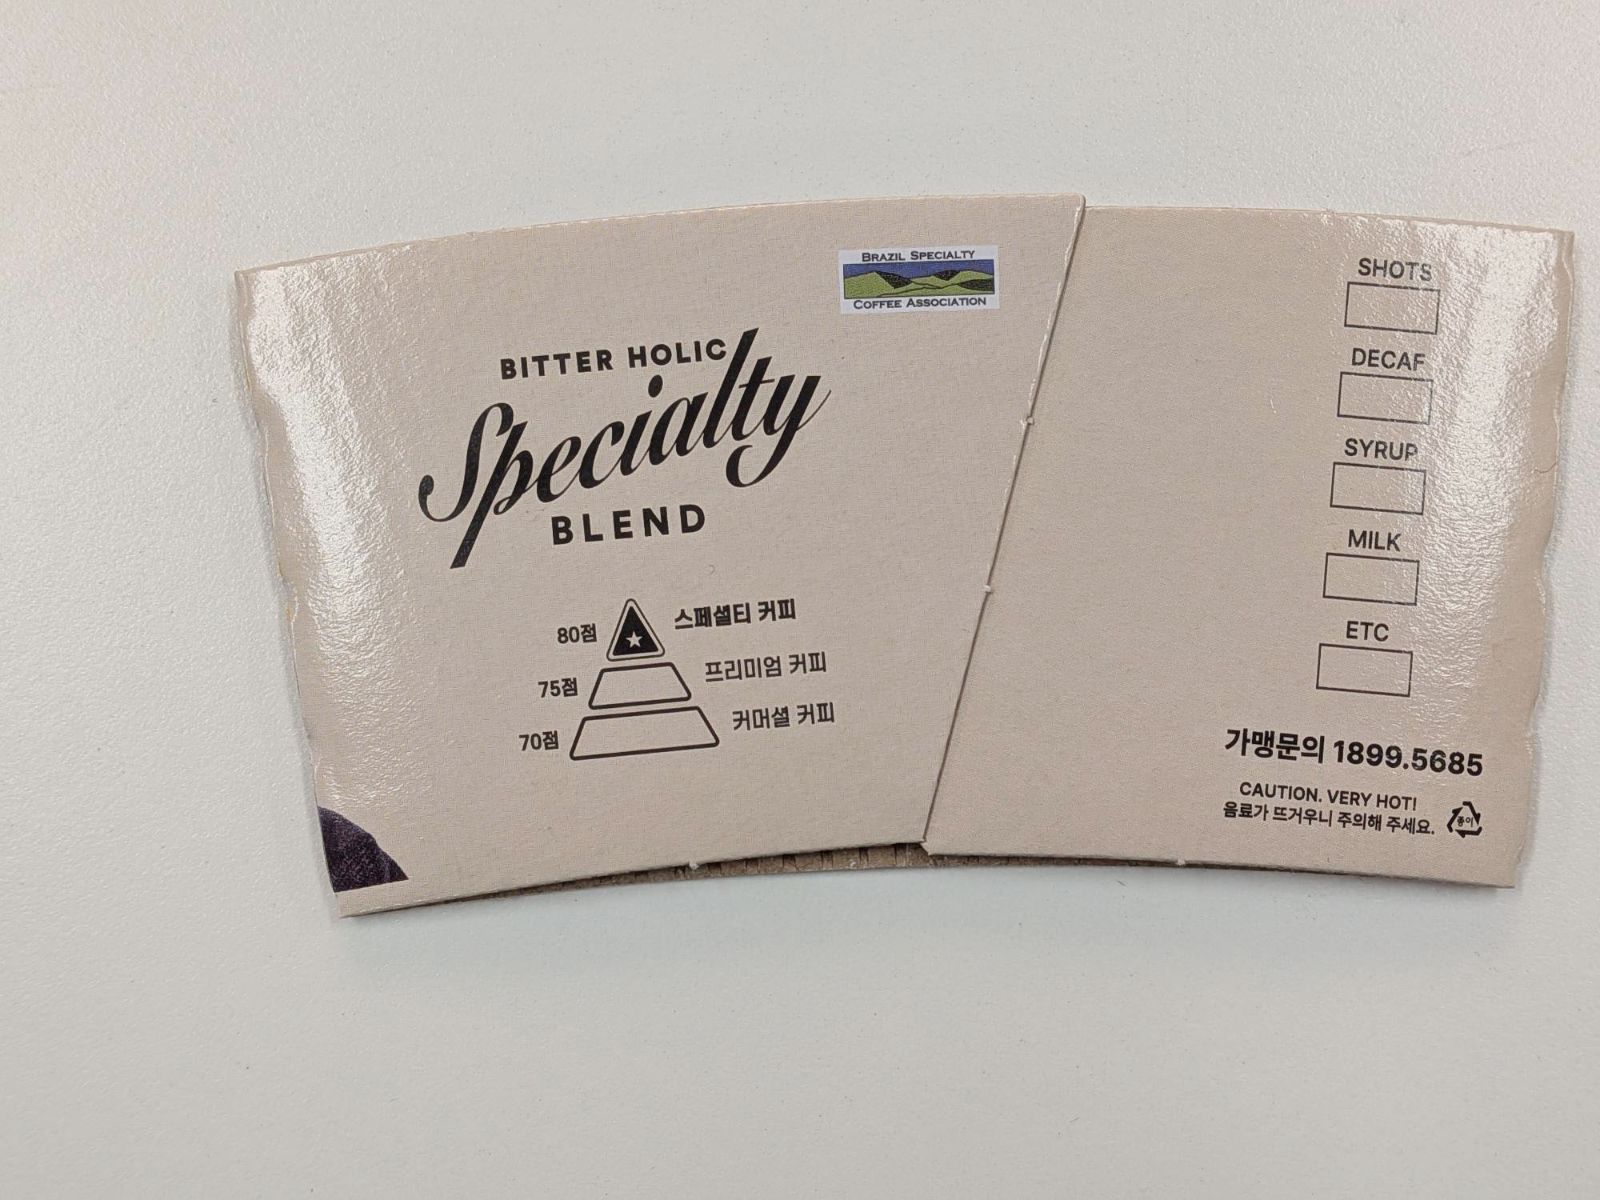 BRAZIL SPECIALTY
COFFEE ASSOCIATION
BITTER HOLIC
Specialty
BLEND
80점 스페셜티 커피
75점 프리미엄 커피
70점 커머셜 커피
SHOTS
DECAF
SYRUP
MILK
ETC
가맹문의 1899.5685
CAUTION. VERY HOT!
음료가 뜨거우니 주의해 주세요.
종이